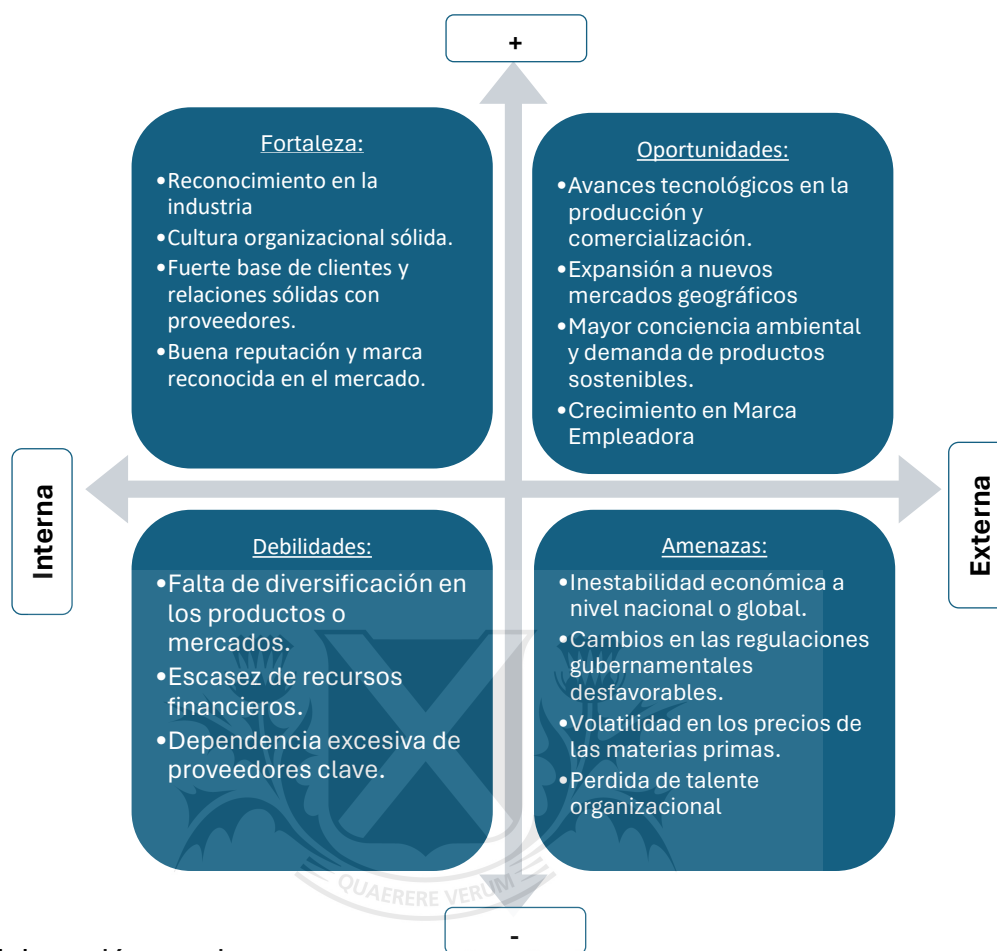 +
Fortaleza:
•Reconocimiento en la
industria
•Cultura organizacional sólida.
•Fuerte base de clientes y
relaciones sólidas con
proveedores.
•Buena reputación y marca
reconocida en el mercado.
Oportunidades:
•Avances tecnológicos en la
producción y
comercialización.
•Expansión a nuevos
mercados geográficos
•Mayor conciencia ambiental
y demanda de productos
sostenibles.
•Crecimiento en Marca
Empleadora
Interna
Externa
Debilidades:
•Falta de diversificación en
los productos o
mercados.
•Escasez de recursos
financieros.
•Dependencia excesiva de
proveedores clave.
Amenazas:
•Inestabilidad económica a
nivel nacional o global.
•Cambios en las regulaciones
gubernamentales
desfavorables.
•Volatilidad en los precios de
las materias primas.
•Perdida de talente
organizacional
QUAERERE VERUM
-